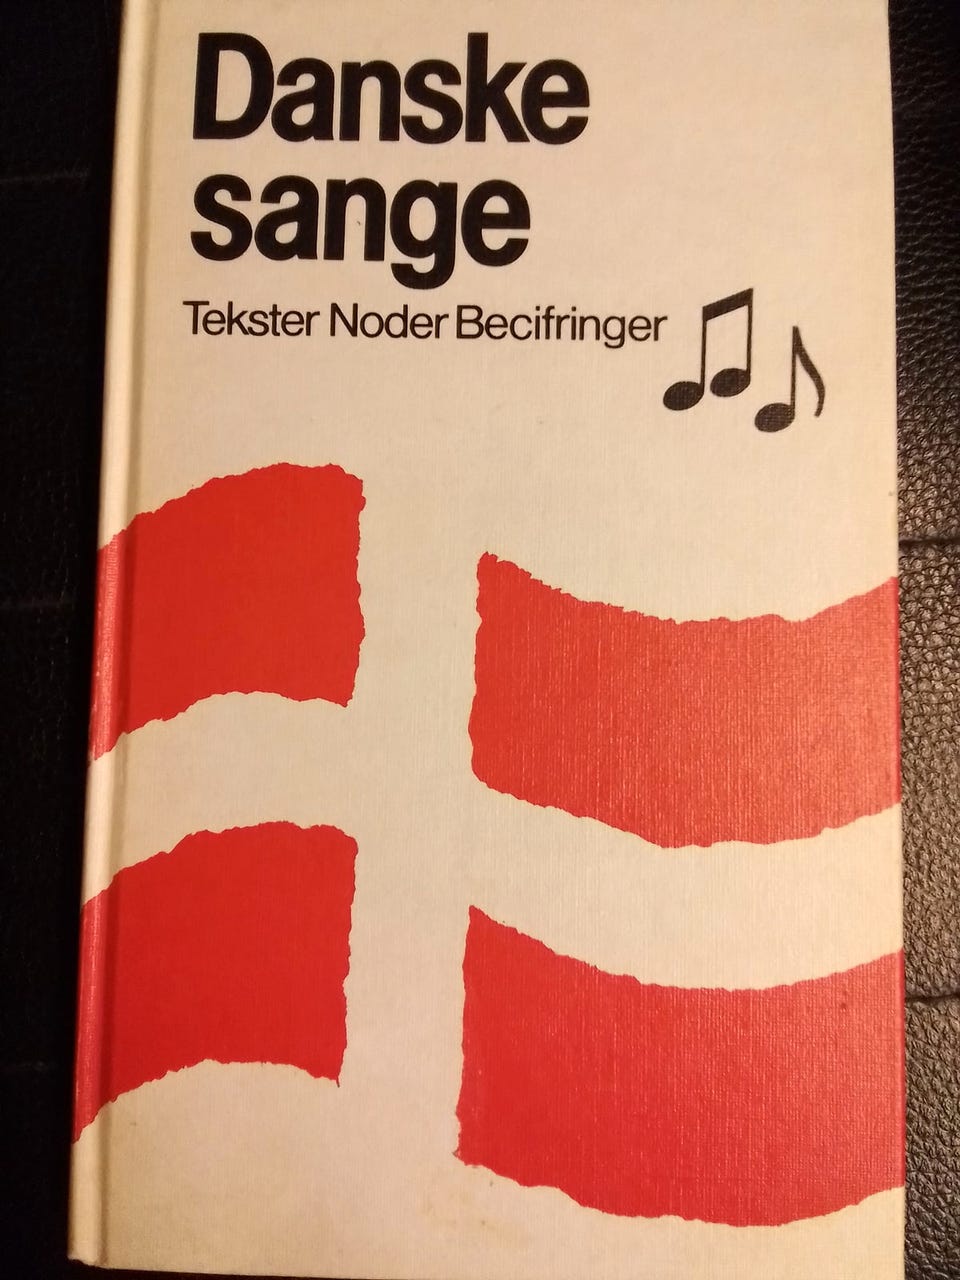 Danske
sange
Tekster Noder Becifringer